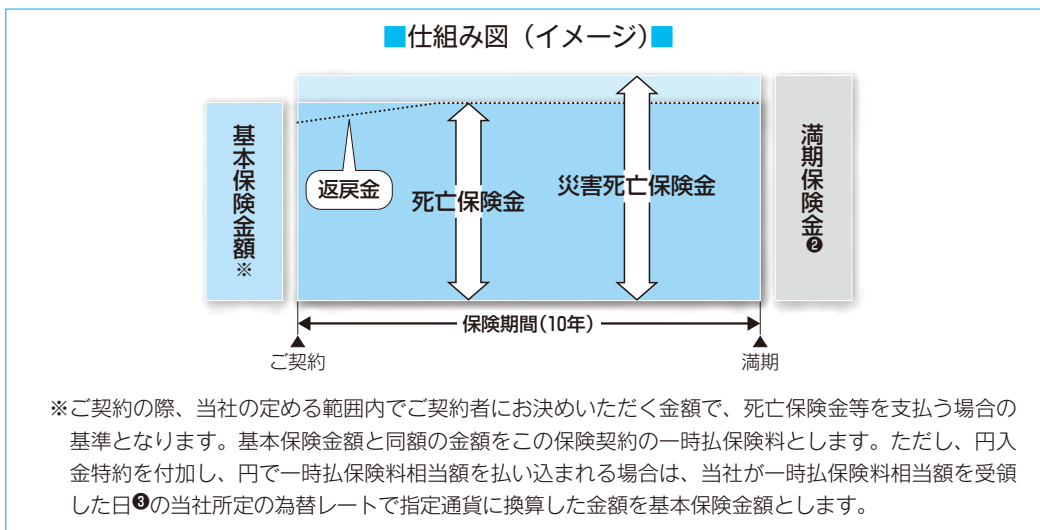 ■仕組み図（イメージ）■
基本保険金額※
返戻金
死亡保険金
災害死亡保険金
満期保険金❷
保険期間(10年)
ご契約
満期
※ご契約の際、当社の定める範囲内でご契約者にお決めいただく金額で、死亡保険金等を支払う場合の
基準となります。基本保険金額と同額の金額をこの保険契約の一時払保険料とします。ただし、円入
金特約を付加し、円で一時払保険料相当額を払い込まれる場合は、当社が一時払保険料相当額を受領
した日❸の当社所定の為替レートで指定通貨に換算した金額を基本保険金額とします。